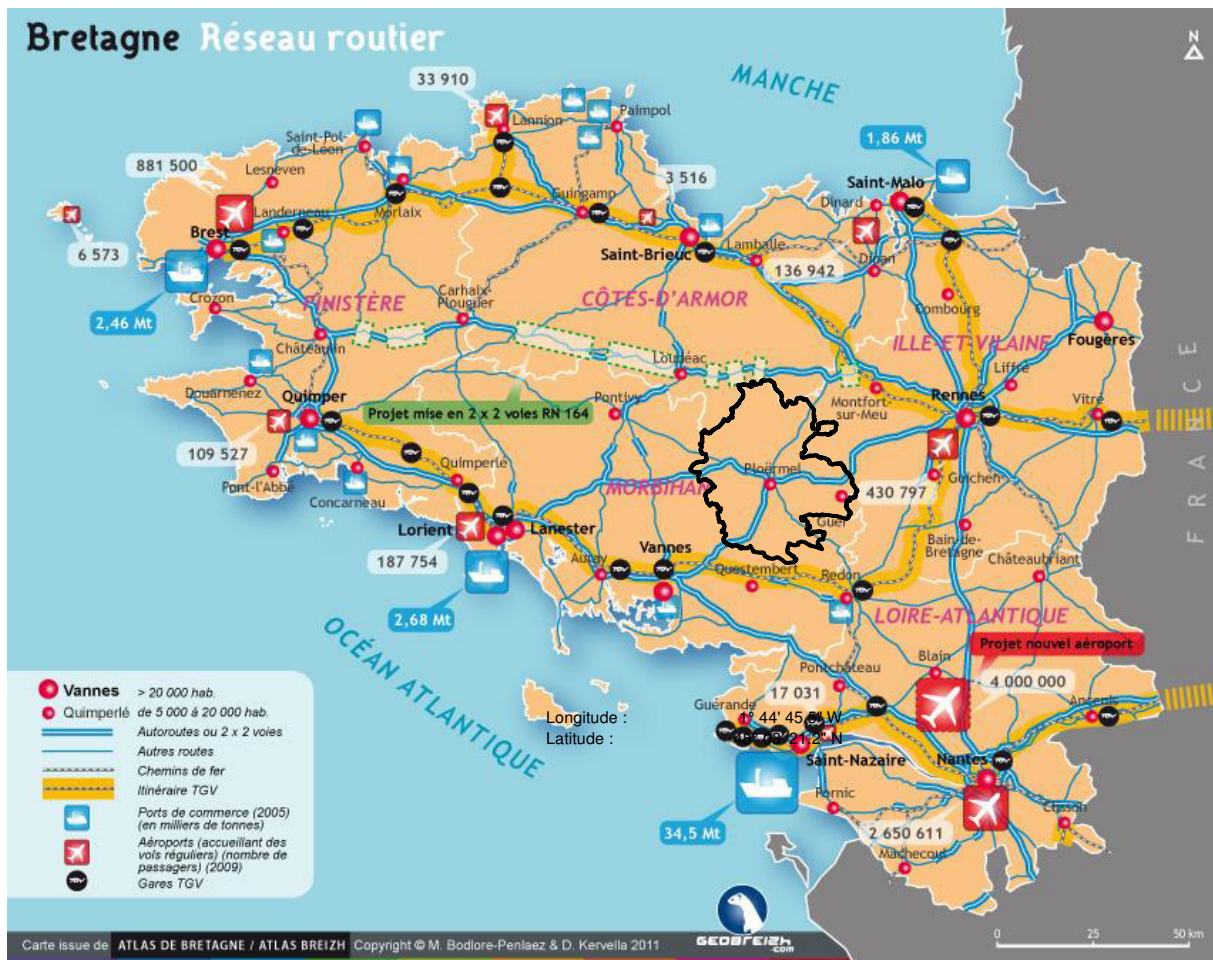 Bretagne Réseau routier
N
MANCHE
33 910
Lannion
Paimpol
Saint-Pol-
de-Léon
1,86 Mt
881 500
Lesneven
3 516
Saint-Malo
Dinard
Guingamp
Landerneau
Morlaix
Brest
6 573
Saint-Brieuc
Lamballe
136 942
Dinan
2,46 Mt
Crozon
FINISTÈRE
Carhaix-
Plouguer
CÔTES-D'ARMOR
Combourg
ILLE-ET-VILAINE
Fougères
Châteaulin
Loudéac
Liffré
FRANCE
Douarnenez
Quimper
Projet mise en 2 x 2 voies RN 164
Pontivy
Montfort-
sur-Meu
Rennes
Vitré
109 527
Pont-l'Abbé
Quimperlé
Concarneau
Ploërmel
MORBIHAN
430 797
Guichen
Guer
Lorient
Lanester
187 754
Vannes
Bain-de-
Bretagne
Auray
Questembert
Redon
Châteaubriant
2,68 Mt
LOIRE-ATLANTIQUE
OCÉAN ATLANTIQUE
Projet nouvel aéroport
Blain
Pontchâteau
4 000 000
17 031
Guérande
Ancenis
Longitude :
Latitude :
Saint-Nazaire
Nantes
Pornic
Clisson
34,5 Mt
2 650 611
Machecoul
TGV
Vannes > 20 000 hab.
Quimperlé de 5 000 à 20 000 hab.
Autoroutes ou 2 x 2 voies
Autres routes
Chemins de fer
Itinéraire TGV
Ports de commerce (2005)
(en milliers de tonnes)
Aéroports (accueillant des
vols réguliers) (nombre de
passagers) (2009)
Gares TGV
Carte issue de ATLAS DE BRETAGNE / ATLAS BREIZH Copyright © M. Bodlore-Penlaez & D. Kervella 2011
GEOBREIZH
.com
0 25 50 km